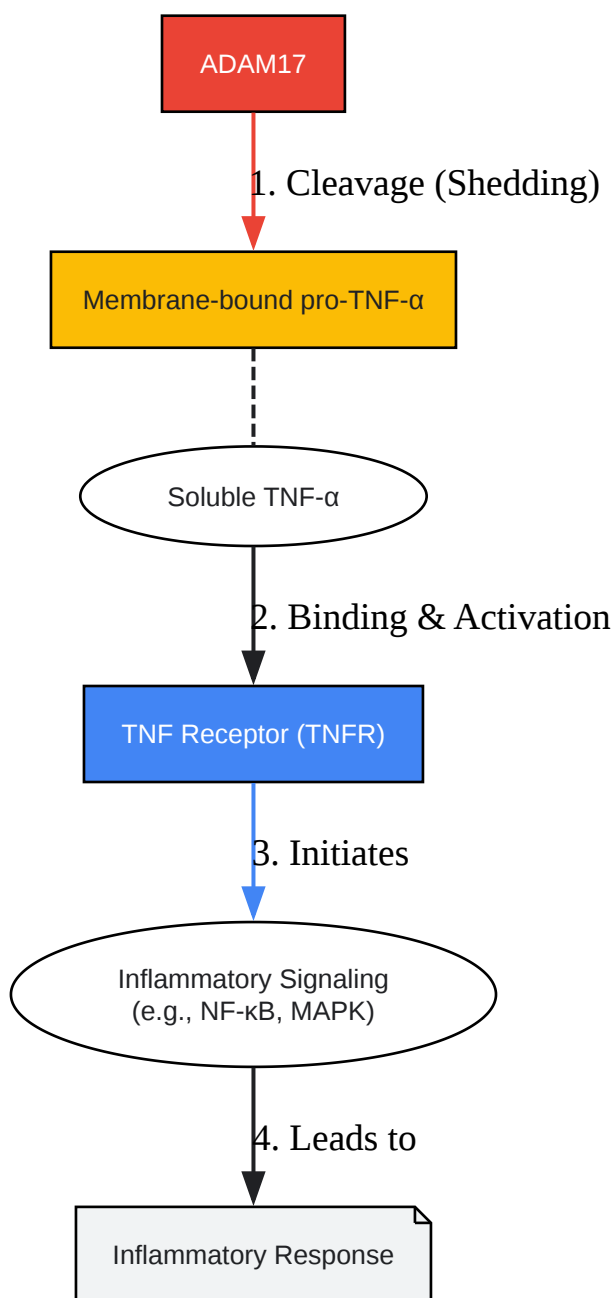 ADAM17
1. Cleavage (Shedding)
Membrane-bound pro-TNF-α
Soluble TNF-α
2. Binding & Activation
TNF Receptor (TNFR)
3. Initiates
Inflammatory Signaling
(e.g., NF-κB, MAPK)
4. Leads to
Inflammatory Response